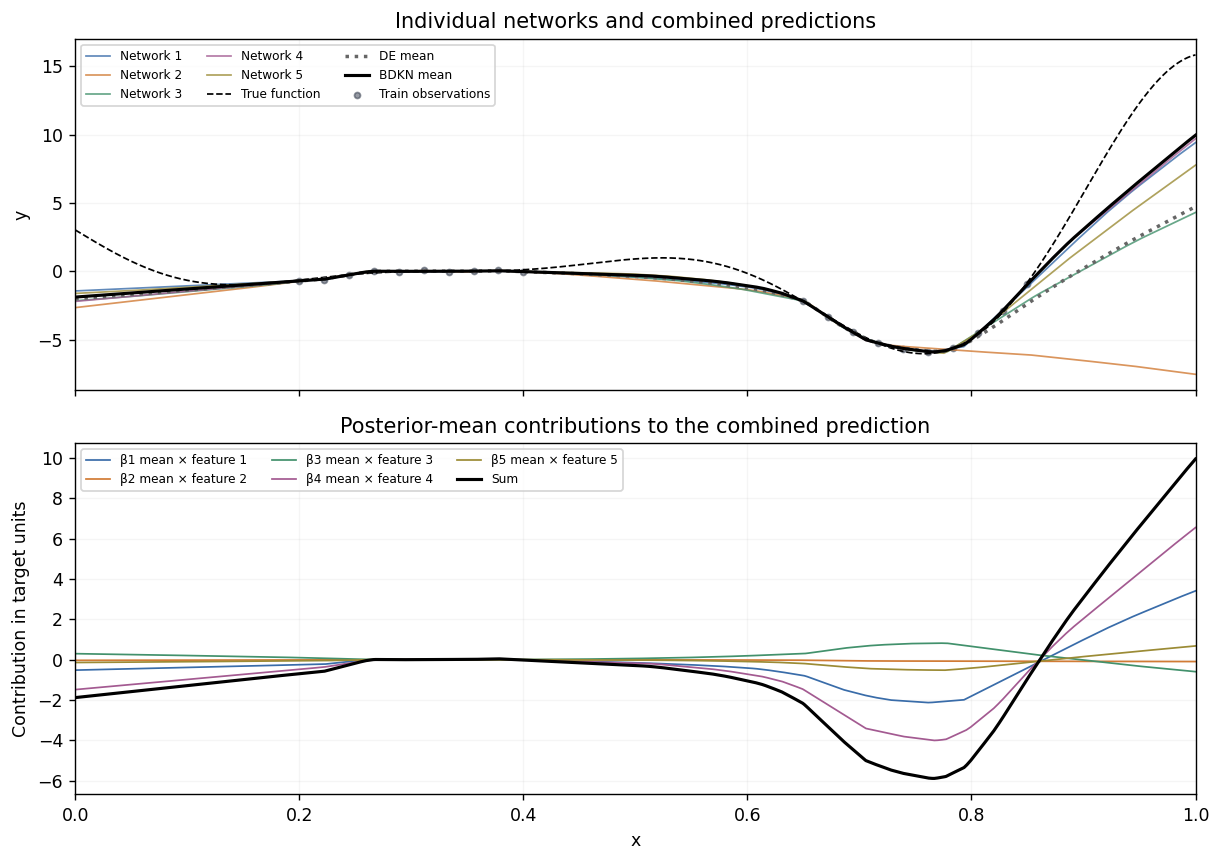 Individual networks and combined predictions
Network 1
Network 2
Network 3
Network 4
Network 5
True function
DE mean
BDKN mean
Train observations
15
10
5
0
−5
y
Posterior-mean contributions to the combined prediction
β1 mean × feature 1
β2 mean × feature 2
β3 mean × feature 3
β4 mean × feature 4
β5 mean × feature 5
Sum
10
8
6
4
2
0
−2
−4
−6
Contribution in target units
0.0
0.2
0.4
0.6
0.8
1.0
x